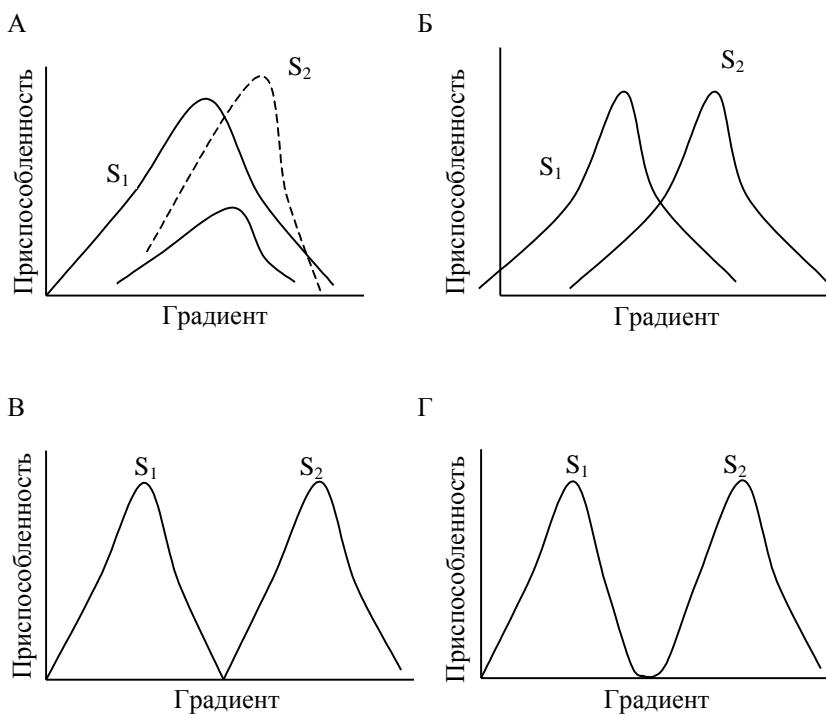 А
Приспособленность
S₁
S₂
Градиент
Б
Приспособленность
S₁
S₂
Градиент
В
Приспособленность
S₁
S₂
Градиент
Г
Приспособленность
S₁
S₂
Градиент